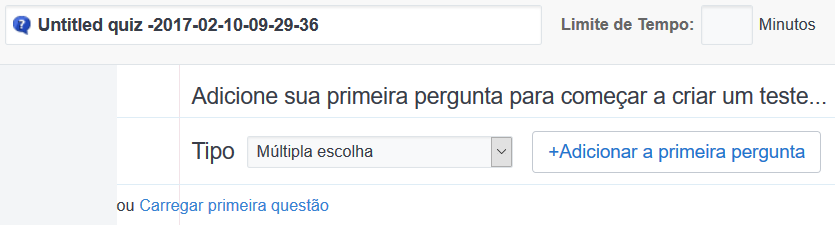 Untitled quiz -2017-02-10-09-29-36 Limite de Tempo: Minutos
Adicione sua primeira pergunta para começar a criar um teste...
Tipo Múltipla escolha +Adicionar a primeira pergunta
ou Carregar primeira questão